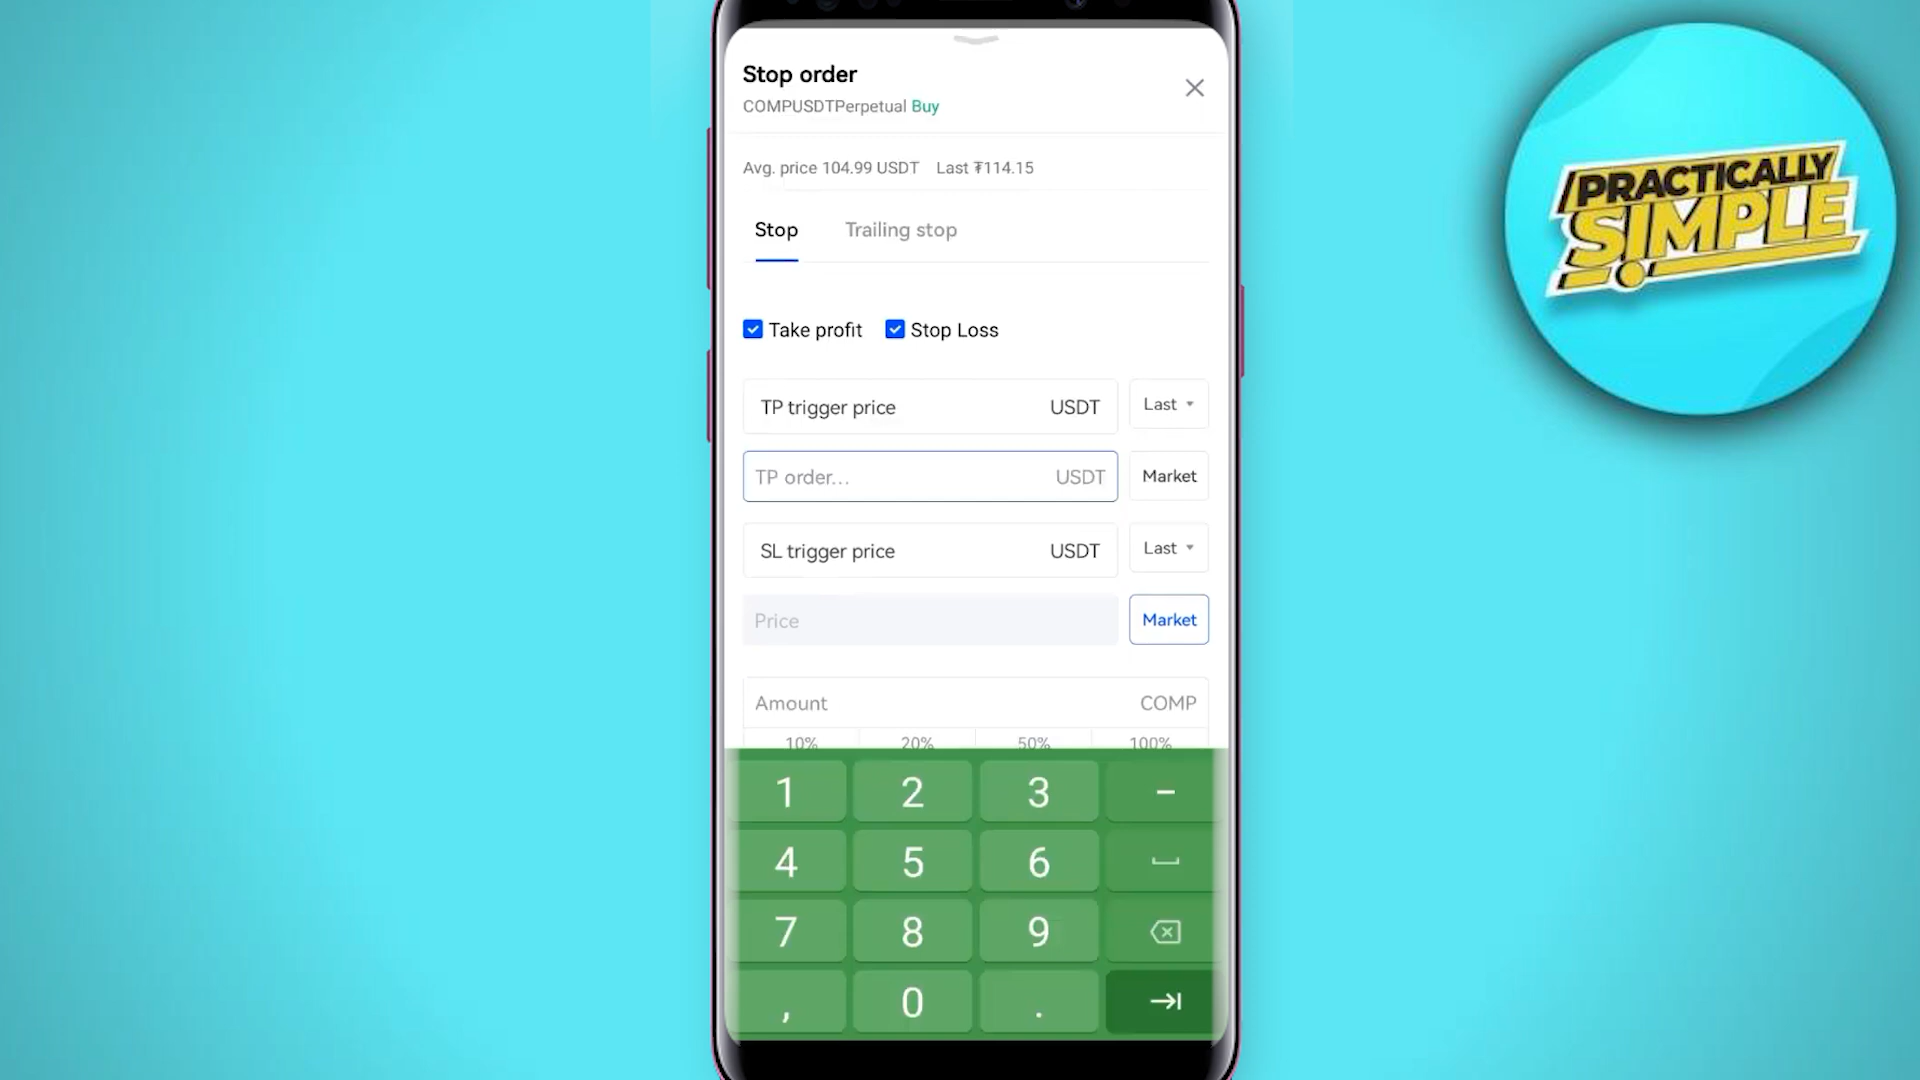 Stop order
COMPUSDTPerpetual Buy
Avg. price 104.99 USDT Last ₮114.15
Stop Trailing stop
Take profit Stop Loss
TP trigger price USDT Last
TP order... USDT Market
SL trigger price USDT Last
Price Market
Amount COMP
10% 20% 50% 100%
1 2 3 -
4 5 6
7 8 9
, 0 .
PRACTICALLY
SIMPLE